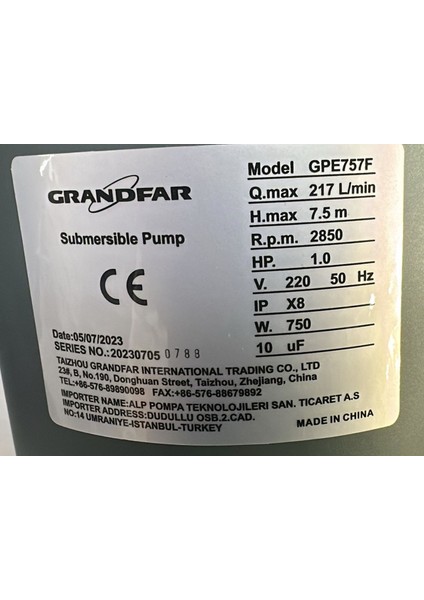 GRANDFAR
Submersible Pump
CE
Model GPE757F
Q.max 217 L/min
H.max 7.5 m
R.p.m. 2850
HP. 1.0
V. 220 50 Hz
IP X8
W. 750
10 uF
Date:05/07/2023
SERIES NO.:20230705 0788
TAIZHOU GRANDFAR INTERNATIONAL TRADING CO., LTD
23#, B, No.190, Donghuan Street, Taizhou, Zhejiang, China
TEL:+86-576-89890098 FAX:+86-576-88679892
IMPORTER NAME:ALP POMPA TEKNOLOJILERI SAN. TICARET A.S
IMPORTER ADDRESS:DUDULLU OSB.2.CAD.
NO:14 UMRANIYE-ISTANBUL-TURKEY
MADE IN CHINA